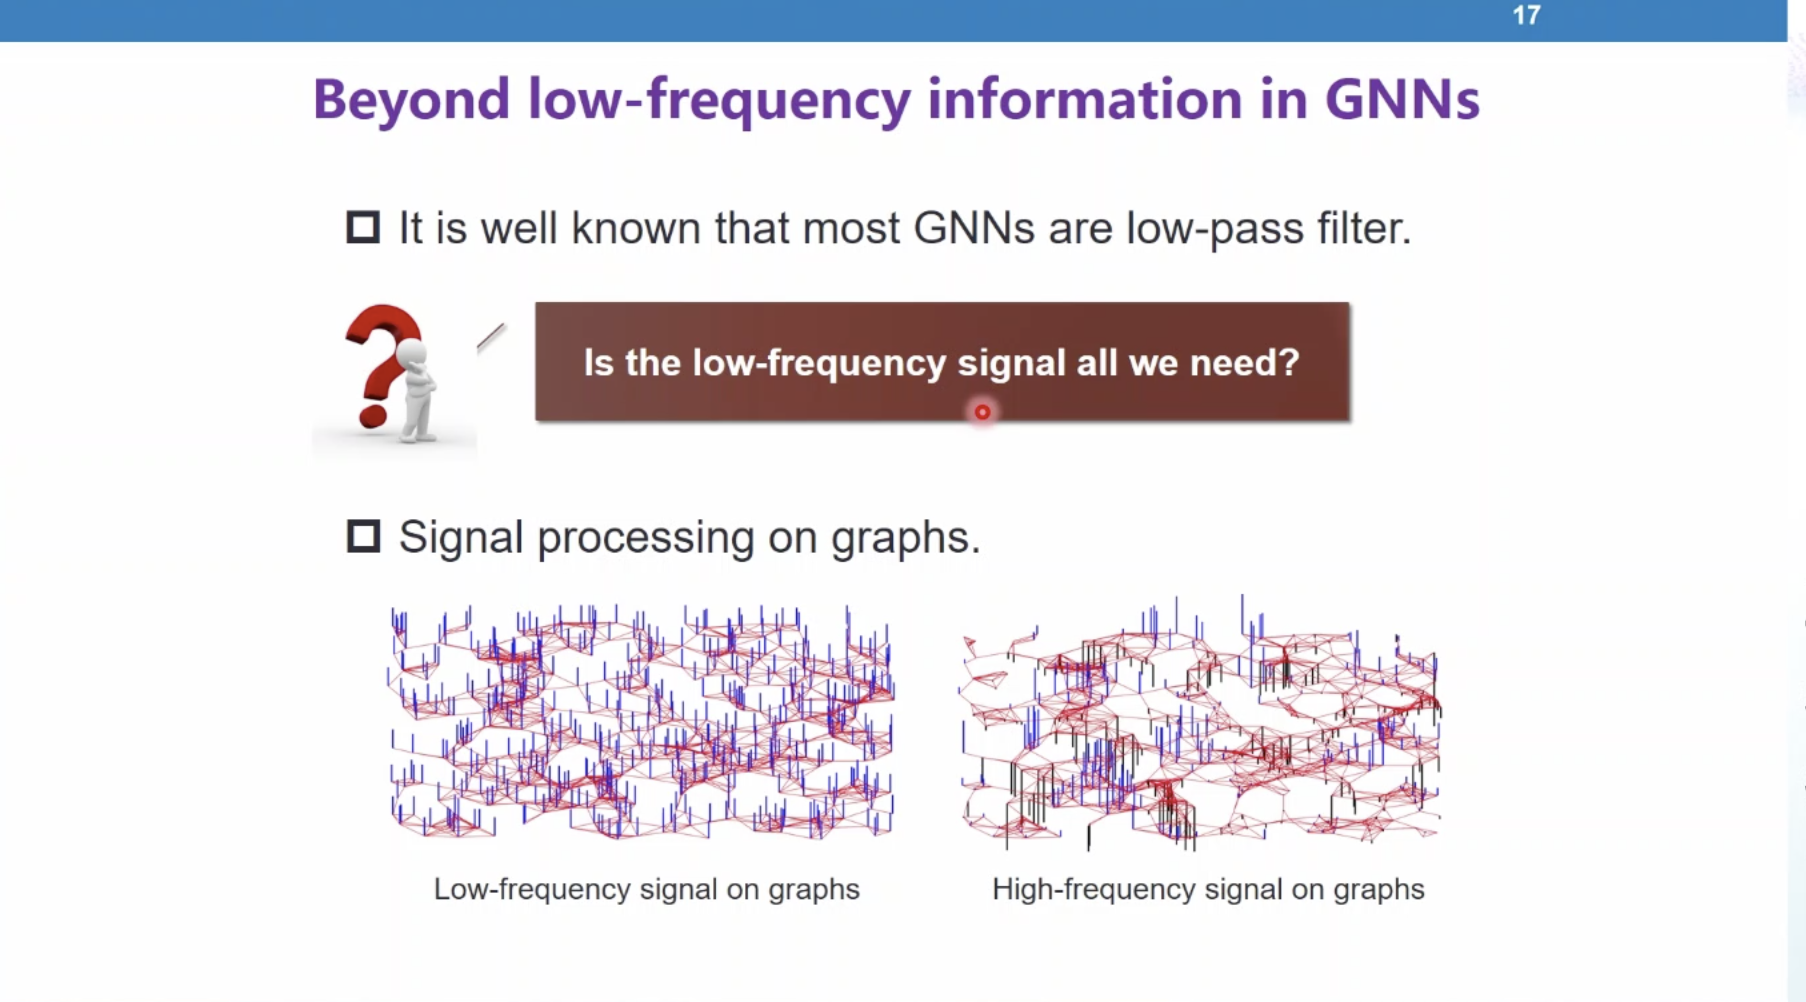 17
Beyond low-frequency information in GNNs
It is well known that most GNNs are low-pass filter.
Is the low-frequency signal all we need?
Signal processing on graphs.
Low-frequency signal on graphs
High-frequency signal on graphs